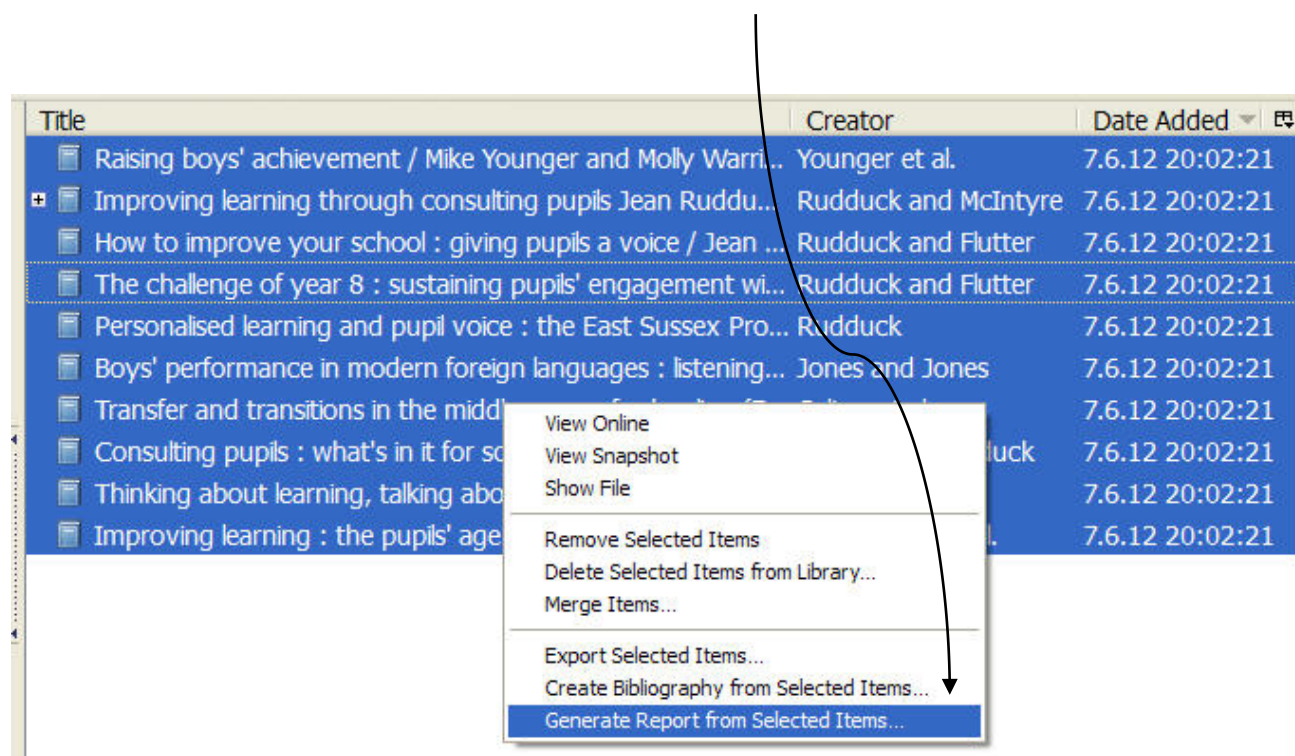 Title Creator Date Added
Raising boys' achievement / Mike Younger and Molly Warri... Younger et al. 7.6.12 20:02:21
Improving learning through consulting pupils Jean Ruddu... Rudduck and McIntyre 7.6.12 20:02:21
How to improve your school : giving pupils a voice / Jean ... Rudduck and Flutter 7.6.12 20:02:21
The challenge of year 8 : sustaining pupils' engagement wi... Rudduck and Flutter 7.6.12 20:02:21
Personalised learning and pupil voice : the East Sussex Pro... Rudduck 7.6.12 20:02:21
Boys' performance in modern foreign languages : listening... Jones and Jones 7.6.12 20:02:21
Transfer and transitions in the 7.6.12 20:02:21
Consulting pupils : what's in it for 7.6.12 20:02:21
Thinking about learning, talking 7.6.12 20:02:21
Improving learning : the pupils' 7.6.12 20:02:21
View Online
View Snapshot
Show File
Remove Selected Items
Delete Selected Items from Library...
Merge Items...
Export Selected Items...
Create Bibliography from Selected Items...
Generate Report from Selected Items...